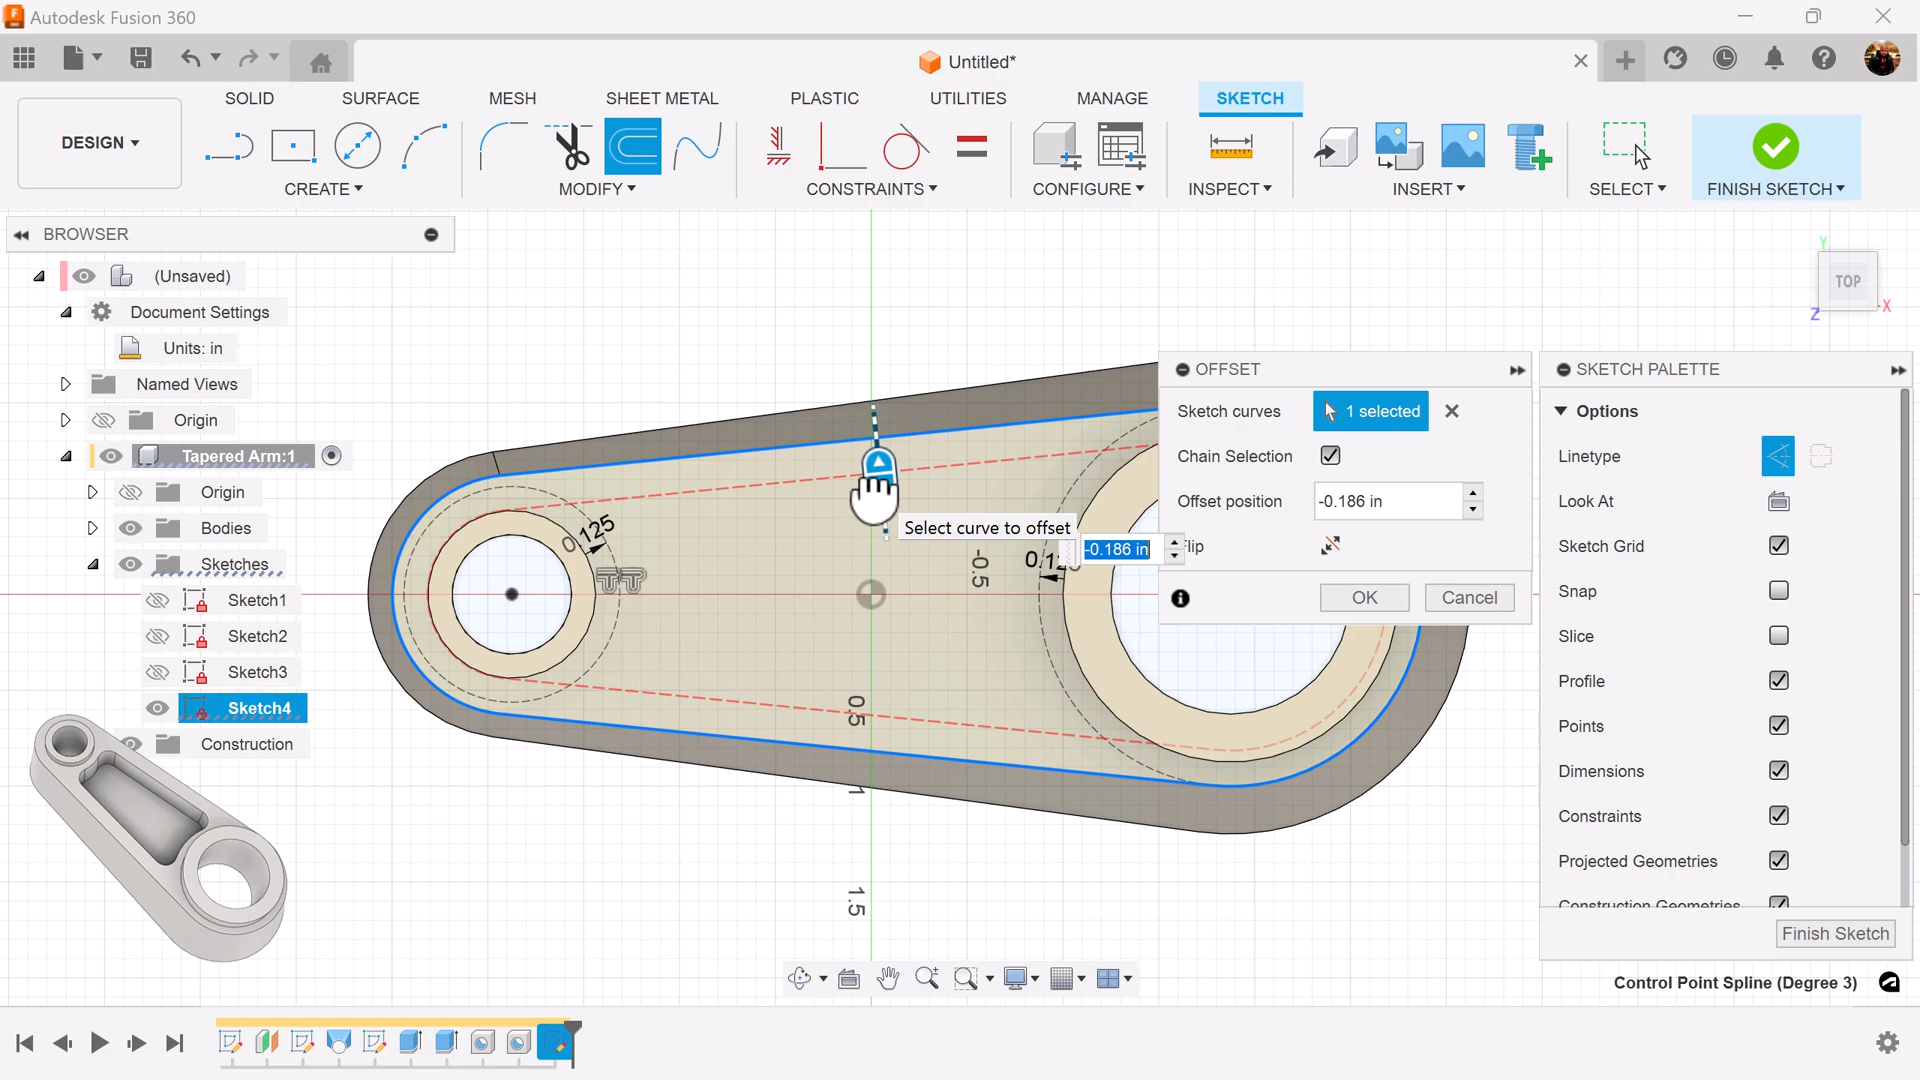 Autodesk Fusion 360
Untitled*
SOLID SURFACE MESH SHEET METAL PLASTIC UTILITIES MANAGE SKETCH
DESIGN
CREATE MODIFY CONSTRAINTS CONFIGURE INSPECT INSERT SELECT FINISH SKETCH
BROWSER
(Unsaved)
Document Settings
Units: in
Named Views
Origin
Tapered Arm:1
Origin
Bodies
Sketches
Sketch1
Sketch2
Sketch3
Sketch4
Construction
Y
TOP
X
Z
OFFSET
Sketch curves 1 selected
Chain Selection
Offset position -0.186 in
Flip
OK Cancel
Select curve to offset
-0.186 in
0.125
-0.5
0.5
1
1.5
SKETCH PALETTE
Options
Linetype
Look At
Sketch Grid
Snap
Slice
Profile
Points
Dimensions
Constraints
Projected Geometries
Construction Geometries
Finish Sketch
Control Point Spline (Degree 3)